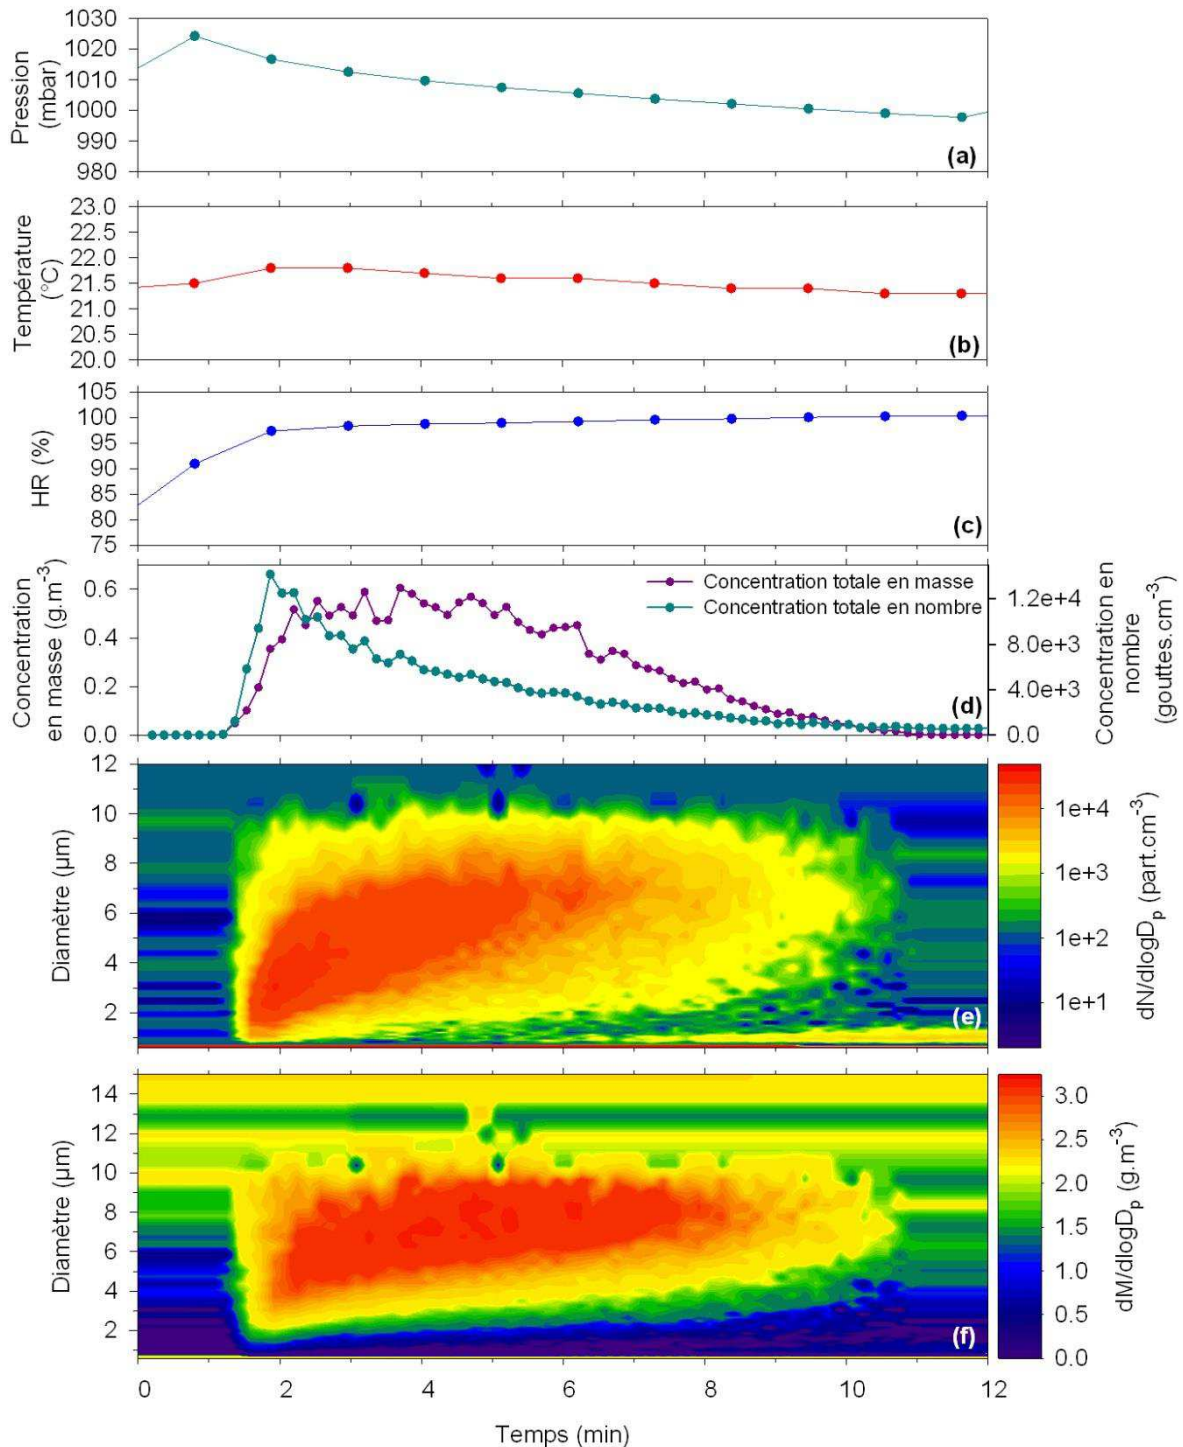 1030
1020
1010
1000
990
980
Pression
(mbar)
(a)
23.0
22.5
22.0
21.5
21.0
20.5
20.0
Température
(°C)
(b)
105
100
95
90
85
80
75
HR (%)
(c)
0.6
0.4
0.2
0.0
Concentration
en masse (g.m-3)
Concentration totale en masse
Concentration totale en nombre
1.2e+4
8.0e+3
4.0e+3
0.0
Concentration en
nombre
(gouttes.cm-3)
(d)
12
10
8
6
4
2
Diamètre (µm)
(e)
1e+4
1e+3
1e+2
1e+1
dN/dlogDp (part.cm-3)
14
12
10
8
6
4
2
Diamètre (µm)
(f)
3.0
2.5
2.0
1.5
1.0
0.5
0.0
dM/dlogDp (g.m-3)
0 2 4 6 8 10 12
Temps (min)